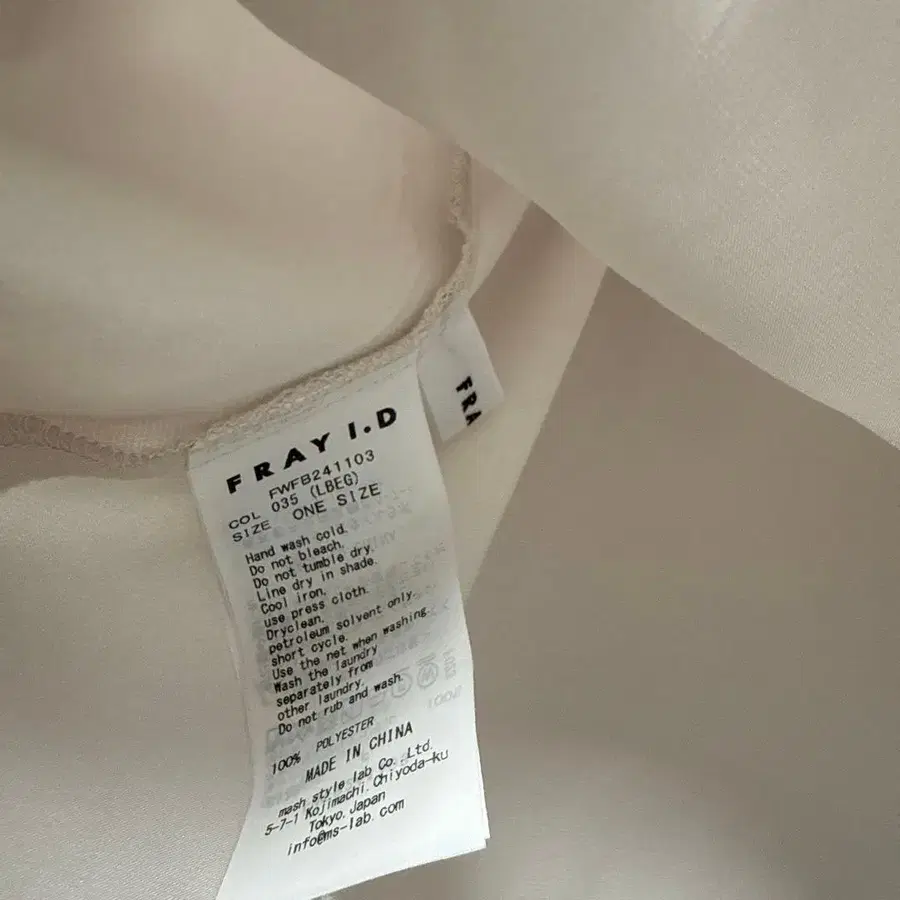 FRA
FRAY I.D
FWFB241103
COL 035 (LBEG)
SIZE ONE SIZE
Hand wash cold.
Do not bleach.
Do not tumble dry.
Line dry in shade.
Cool iron.
use press cloth.
Dryclean.
petroleum solvent only.
short cycle.
Use the net when washing.
Wash the laundry
separately from
other laundry.
Do not rub and wash.
100% POLYESTER
MADE IN CHINA
mash style lab Co., Ltd.
5-7-1 Kojimachi, Chiyoda-ku
Tokyo, Japan
info@ms-lab.com